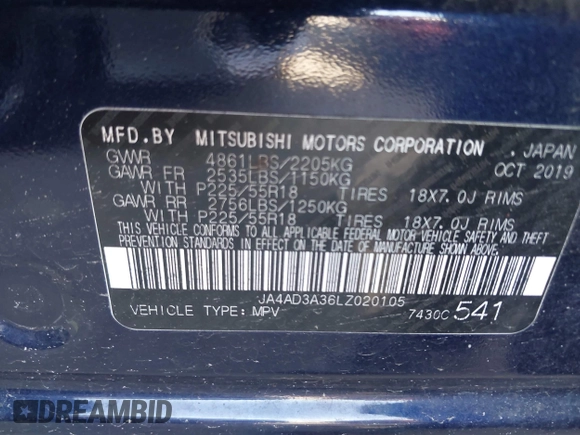 MFD.BY MITSUBISHI MOTORS CORPORATION . JAPAN
GVWR 4861LBS/2205KG OCT 2019
GAWR FR 2535LBS/1150KG
WITH P225/55R18 TIRES 18X7.0J RIMS
GAWR RR 2756LBS/1250KG
WITH P225/55R18 TIRES 18X7.0J RIMS
THIS VEHICLE CONFORMS TO ALL APPLICABLE FEDERAL MOTOR VEHICLE SAFETY AND THEFT
PREVENTION STANDARDS IN EFFECT ON THE DATE OF MANUFACTURE SHOWN ABOVE.
JA4AD3A36LZ020105
VEHICLE TYPE: MPV 7430C 541
DREAMBID